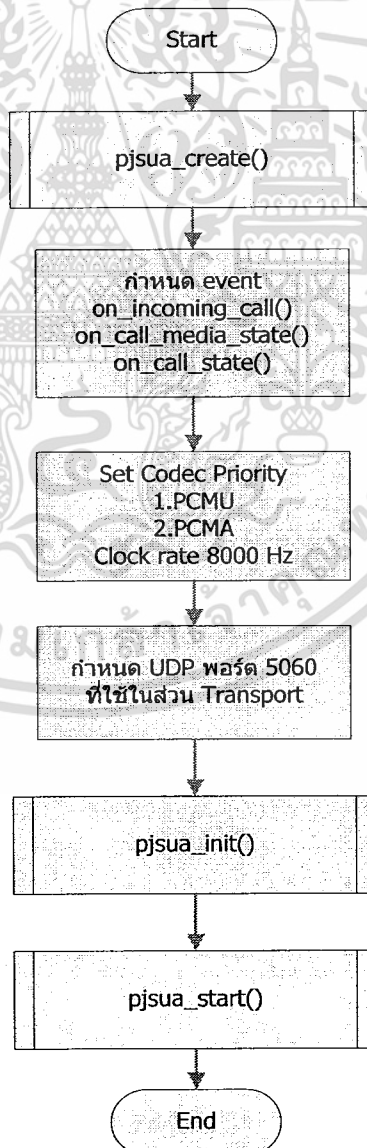 Start
pjsua_create()
กำหนด event
on_incoming_call()
on_call_media_state()
on_call_state()
Set Codec Priority
1.PCMU
2.PCMA
Clock rate 8000 Hz
กำหนด UDP พอร์ต 5060
ที่ใช้ในส่วน Transport
pjsua_init()
pjsua_start()
End